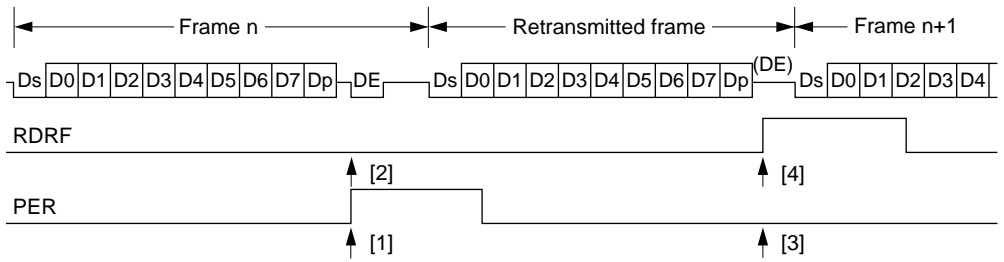 Frame n Retransmitted frame Frame n+1
Ds D0 D1 D2 D3 D4 D5 D6 D7 Dp DE Ds D0 D1 D2 D3 D4 D5 D6 D7 Dp (DE) Ds D0 D1 D2 D3 D4
RDRF
[2] [4]
PER
[1] [3]